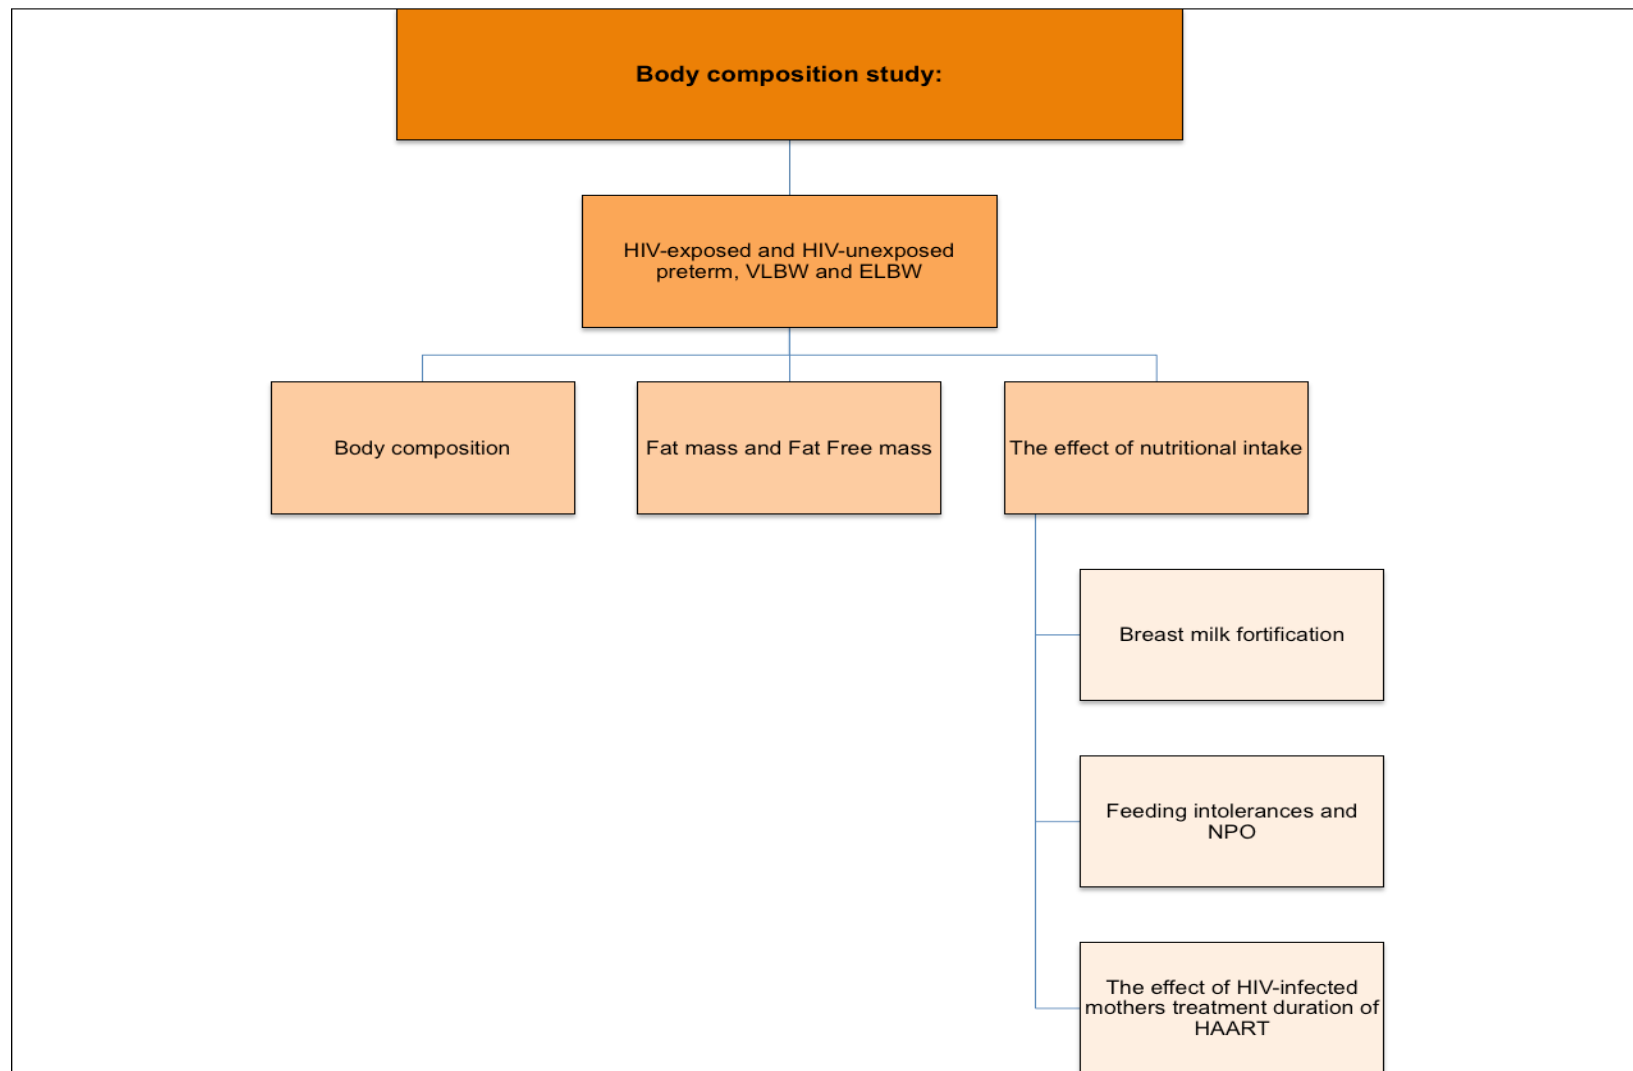 Body composition study:
HIV-exposed and HIV-unexposed
preterm, VLBW and ELBW
Body composition
Fat mass and Fat Free mass
The effect of nutritional intake
Breast milk fortification
Feeding intolerances and
NPO
The effect of HIV-infected
mothers treatment duration of
HAART